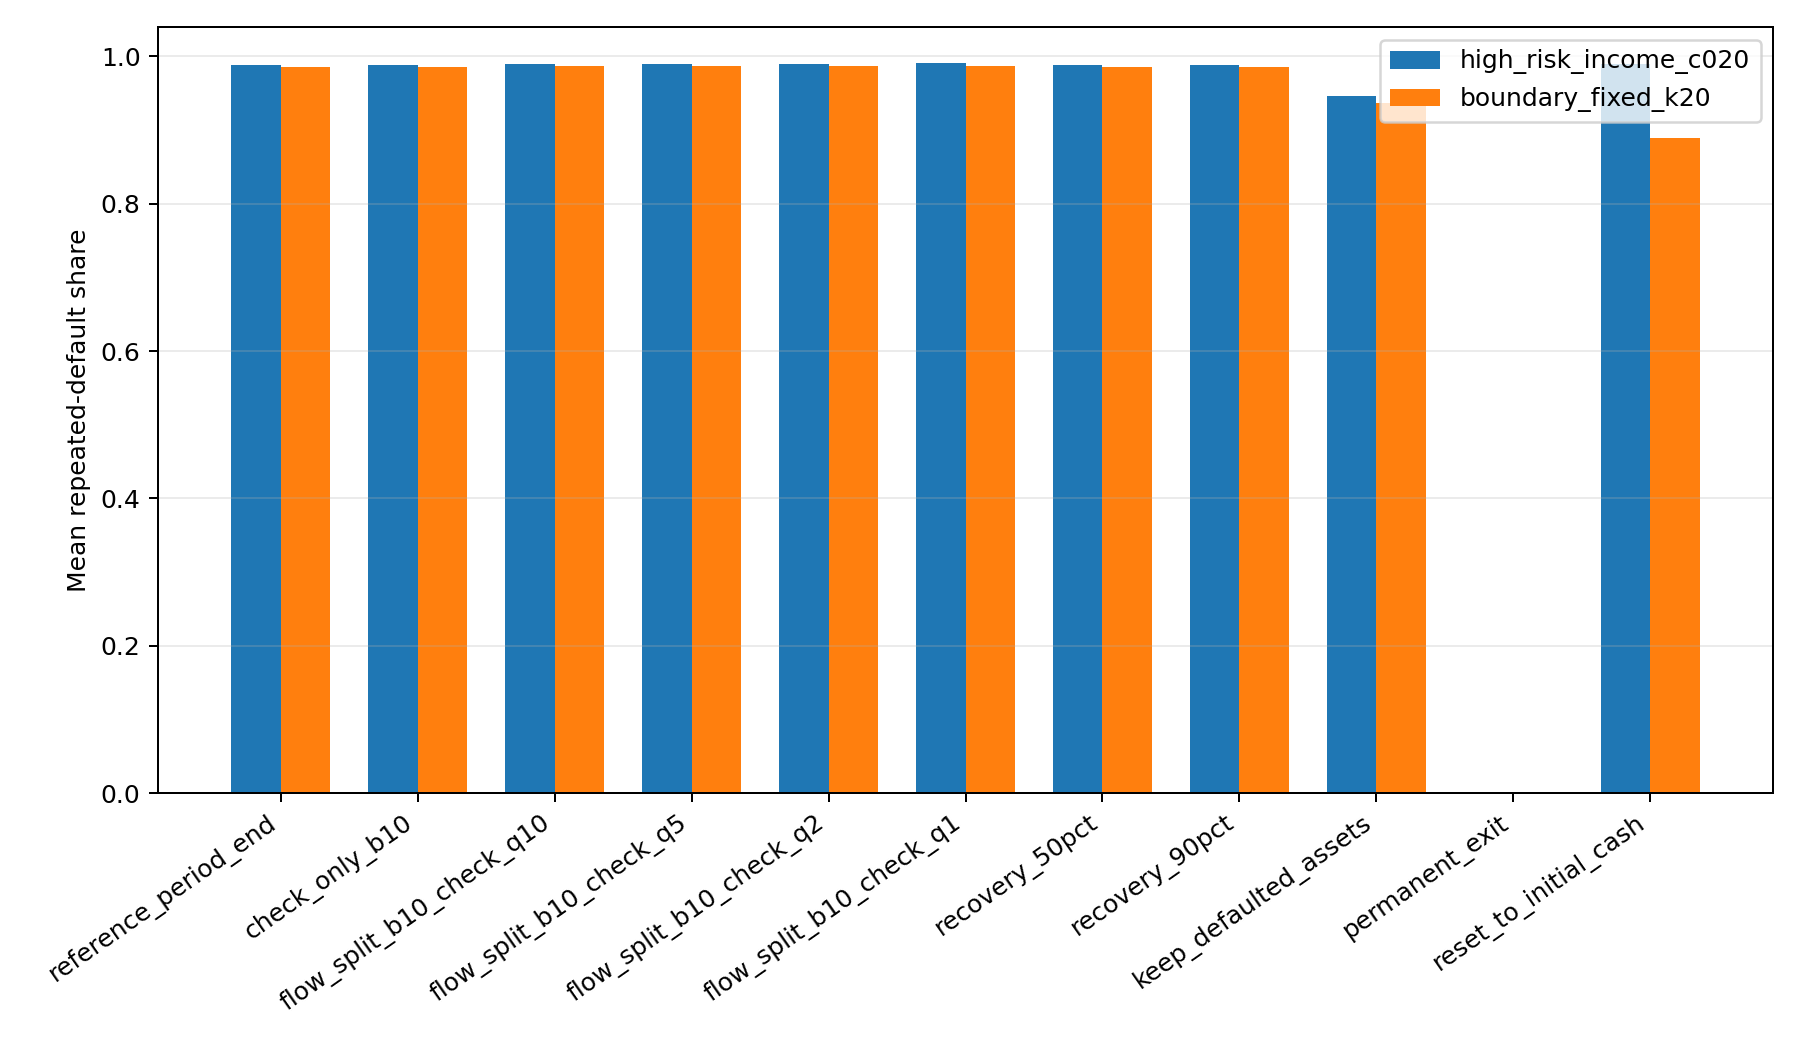 1.0
0.8
0.6
0.4
0.2
0.0
Mean repeated-default share
high_risk_income_c020
boundary_fixed_k20
reference_period_end
check_only_b10
flow_split_b10_check_q10
flow_split_b10_check_q5
flow_split_b10_check_q2
flow_split_b10_check_q1
recovery_50pct
recovery_90pct
keep_defaulted_assets
permanent_exit
reset_to_initial_cash